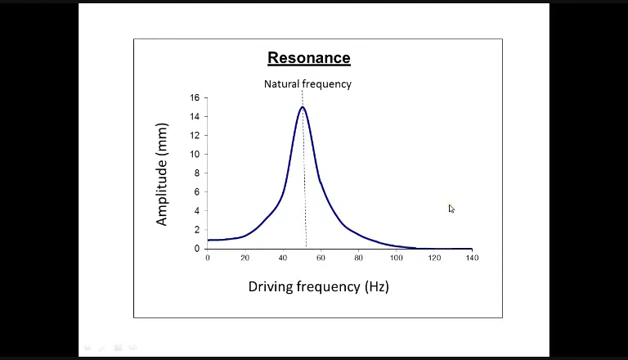 Resonance
Natural frequency
16
14
12
10
8
6
4
2
0
Amplitude (mm)
0 20 40 60 80 100 120 140
Driving frequency (Hz)